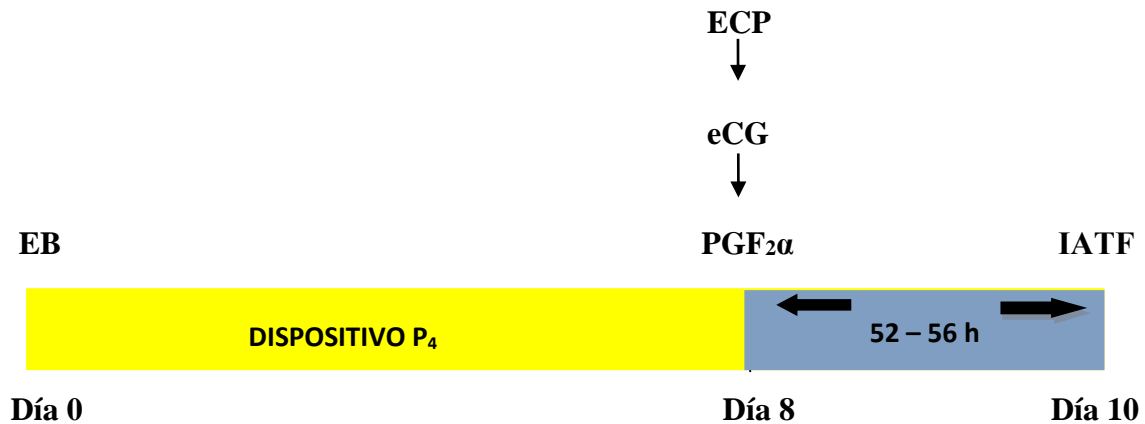 ECP
eCG
EB PGF2α IATF
DISPOSITIVO P4 52 – 56 h
Día 0 Día 8 Día 10